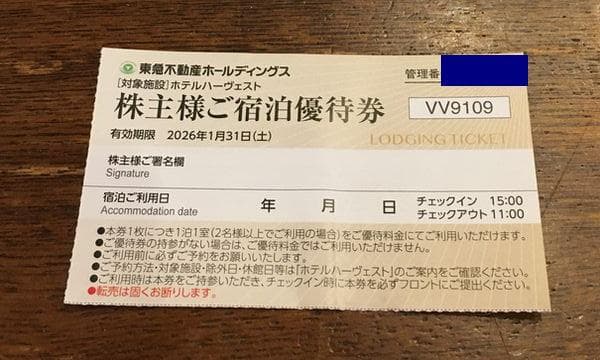 東急不動産ホールディングス
管理番
[対象施設]ホテルハーヴェスト
株主様ご宿泊優待券
VV9109
有効期限 2026年1月31日(土)
LODGING TICKET
株主様ご署名欄
Signature
宿泊ご利用日
Accommodation date
年 月 日
チェックイン 15:00
チェックアウト 11:00
●本券1枚につき1泊1室(2名様以上でご利用の場合)をご優待料金にてご利用いただけます。
●ご優待券の持参がない場合は、ご優待料金ではご利用いただけません。
●ご利用前に必ずご予約をお願いいたします。
●ご予約方法・対象施設・除外日・休館日等は「ホテルハーヴェスト」のご案内をご確認ください。
●ご利用時は本券をご持参いただき、チェックイン時に本券を必ずフロントにご提出ください。
●転売は固くお断りします。